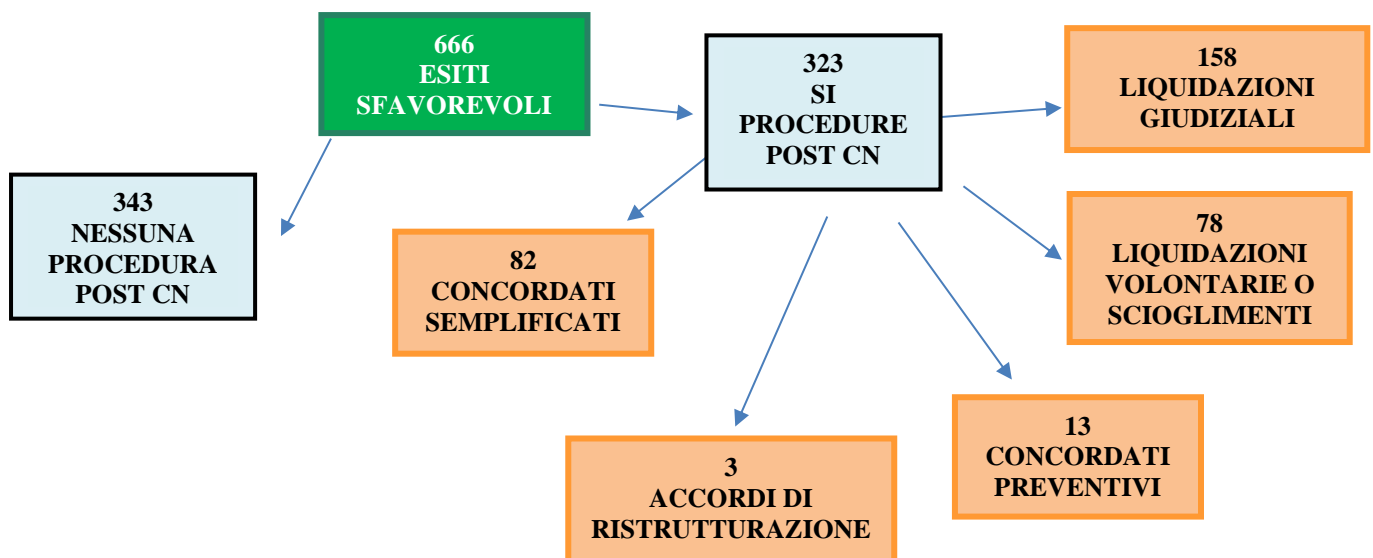 666
ESITI
SFAVOREVOLI
323
SI
PROCEDURE
POST CN
158
LIQUIDAZIONI
GIUDIZIALI
343
NESSUNA
PROCEDURA
POST CN
82
CONCORDATI
SEMPLIFICATI
78
LIQUIDAZIONI
VOLONTARIE O
SCIOGLIMENTI
3
ACCORDI DI
RISTRUTTURAZIONE
13
CONCORDATI
PREVENTIVI